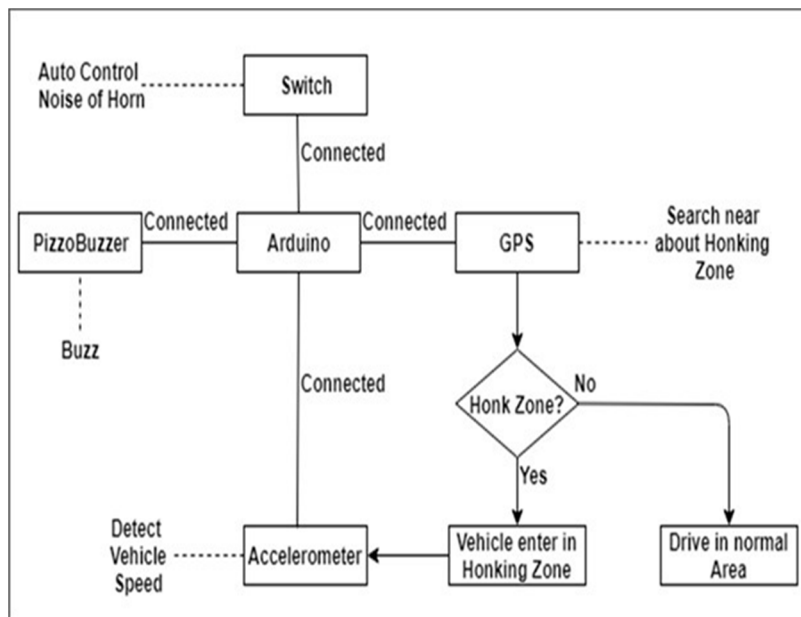 Auto Control
Noise of Horn
Switch
Connected
PizzoBuzzer
Connected
Arduino
Connected
GPS
Search near
about Honking
Zone
Buzz
Connected
Honk Zone?
No
Yes
Detect
Vehicle
Speed
Accelerometer
Vehicle enter in
Honking Zone
Drive in normal
Area